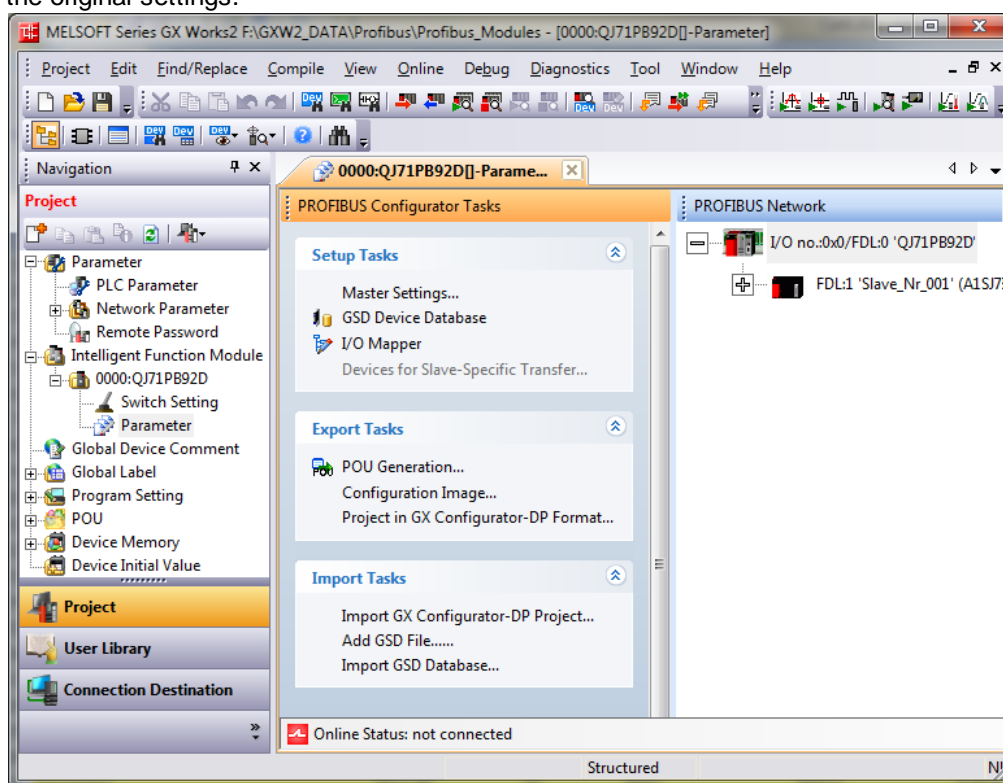 the original settings.
MELSOFT Series GX Works2 F:\GXW2_DATA\Profibus\Profibus_Modules - [0000:QJ71PB92D[]-Parameter]
Project Edit Find/Replace Compile View Online Debug Diagnostics Tool Window Help
Navigation
0000:QJ71PB92D[]-Parame...
Project
PROFIBUS Configurator Tasks
PROFIBUS Network
Parameter
PLC Parameter
Network Parameter
Remote Password
Intelligent Function Module
0000:QJ71PB92D
Switch Setting
Parameter
Global Device Comment
Global Label
Program Setting
POU
Device Memory
Device Initial Value
Project
User Library
Connection Destination
Setup Tasks
Master Settings...
GSD Device Database
I/O Mapper
Devices for Slave-Specific Transfer...
Export Tasks
POU Generation...
Configuration Image...
Project in GX Configurator-DP Format...
Import Tasks
Import GX Configurator-DP Project...
Add GSD File......
Import GSD Database...
I/O no.:0x0/FDL:0 'QJ71PB92D'
FDL:1 'Slave_Nr_001' (A1SJ7
Online Status: not connected
Structured